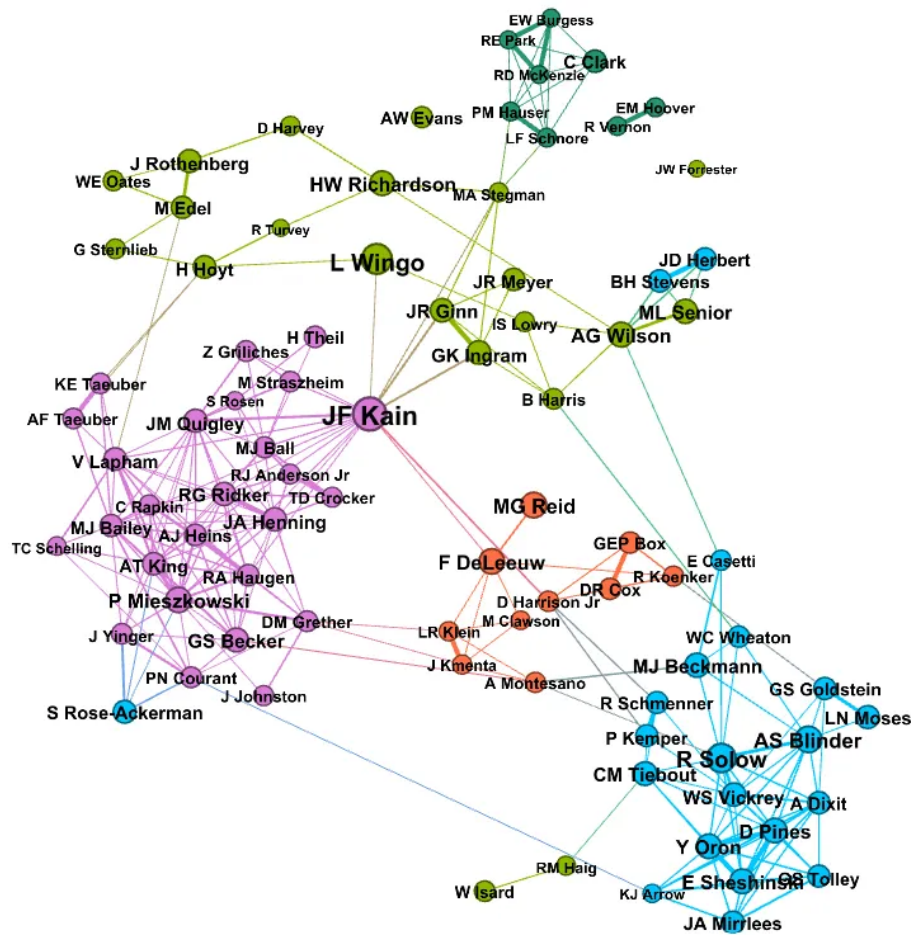 EW Burgess
RE Park
C Clark
RD McKenzie
EM Hoover
PM Hauser
AW Evans
R Vernon
D Harvey
LF Schnore
J Rothenberg
JW Forrester
WE Oates
HW Richardson
MA Stegman
M Edel
R Turvey
G Sternlieb
JD Herbert
L Wingo
H Hoyt
BH Stevens
JR Meyer
JR Ginn
ML Senior
IS Lowry
AG Wilson
H Theil
Z Griliches
GK Ingram
KE Taeuber
M Straszheim
S Rosen
B Harris
JF Kain
AF Taeuber
JM Quigley
MJ Ball
V Lapham
RJ Anderson Jr
RG Ridker
TD Crocker
C Rapkin
MG Reid
JA Henning
MJ Bailey
AJ Heins
GEP Box
TC Schelling
E Casetti
F DeLeeuw
AT King
R Koenker
RA Haugen
DR Cox
P Mieszkowski
D Harrison Jr
M Clawson
DM Grether
LR Klein
J Yinger
GS Becker
WC Wheaton
J Kmenta
MJ Beckmann
PN Courant
A Montesano
GS Goldstein
J Johnston
R Schmenner
S Rose-Ackerman
LN Moses
P Kemper
AS Blinder
R Solow
CM Tiebout
WS Vickrey
A Dixit
D Pines
Y Oron
RM Haig
E Sheshinski
GS Tolley
W Isard
KJ Arrow
JA Mirrlees